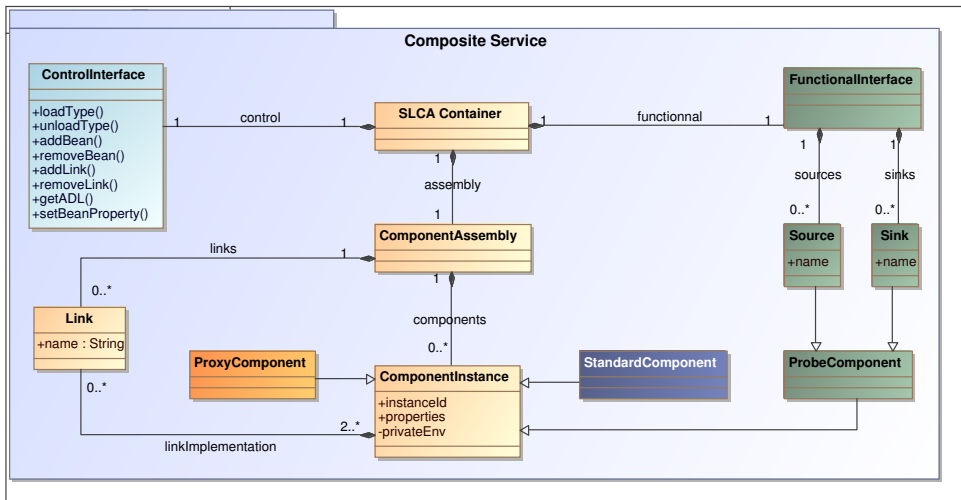 Composite Service
ControlInterface
+loadType()
+unloadType()
+addBean()
+removeBean()
+addLink()
+removeLink()
+getADL()
+setBeanProperty()
1
control
1
SLCA Container
1
functionnal
1
FunctionalInterface
1
assembly
1
1
sources
0..*
1
sinks
0..*
ComponentAssembly
Source
+name
Sink
+name
links
1
0..*
1
components
0..*
Link
+name : String
0..*
linkImplementation
2..*
ProxyComponent
ComponentInstance
+instanceId
+properties
-privateEnv
StandardComponent
ProbeComponent